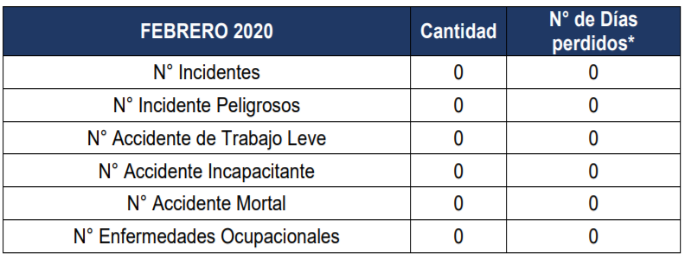 FEBRERO 2020 Cantidad N° de Días perdidos*
N° Incidentes 0 0
N° Incidente Peligrosos 0 0
N° Accidente de Trabajo Leve 0 0
N° Accidente Incapacitante 0 0
N° Accidente Mortal 0 0
N° Enfermedades Ocupacionales 0 0